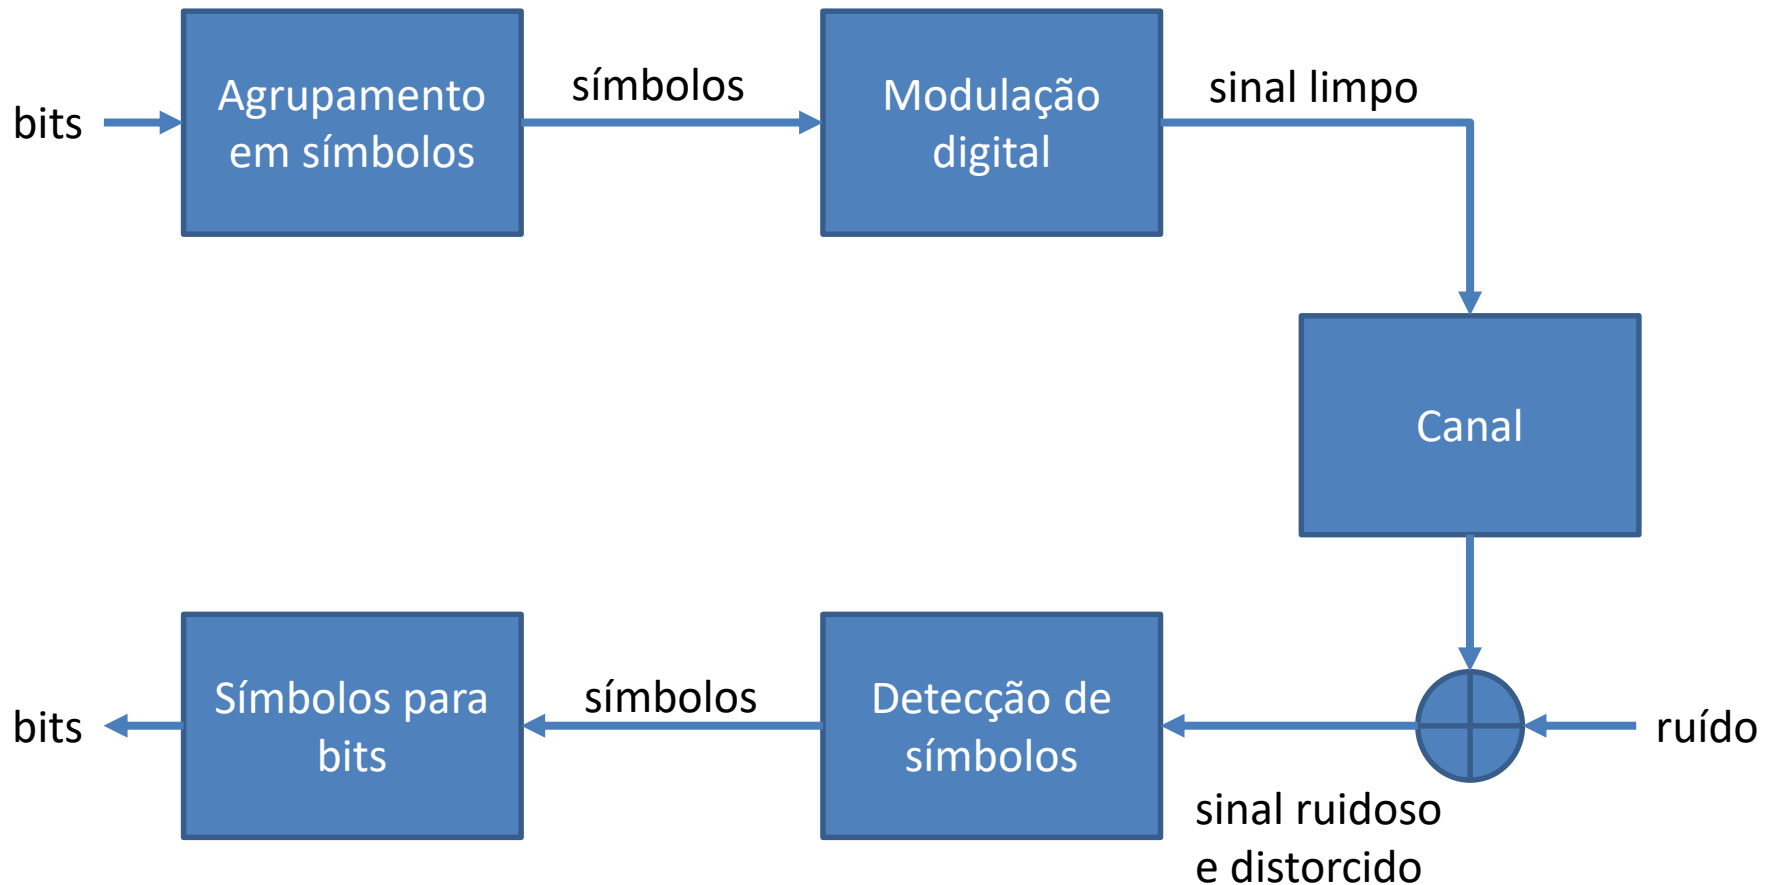 bits
Agrupamento
em símbolos
símbolos
Modulação
digital
sinal limpo
Canal
ruído
sinal ruidoso
e distorcido
Detecção de
símbolos
símbolos
Símbolos para
bits
bits